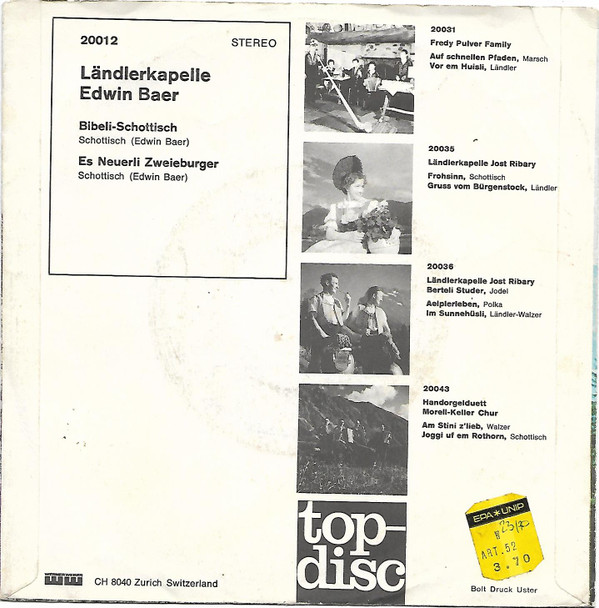 20012
STEREO
Ländlerkapelle
Edwin Baer
Bibeli-Schottisch
Schottisch (Edwin Baer)
Es Neuerli Zweieburger
Schottisch (Edwin Baer)
20031
Fredy Pulver Family
Auf schnellen Pfaden, Marsch
Vor em Huisli, Ländler
20035
Ländlerkapelle Jost Ribary
Frohsinn, Schottisch
Gruss vom Bürgenstock, Ländler
20036
Ländlerkapelle Jost Ribary
Berteli Studer, Jodel
Aelplerleben, Polka
Im Sunnehüsli, Ländler-Walzer
20043
Handorgelduett
Morell-Keller Chur
Am Stini z'lieb, Walzer
Joggi uf em Rothorn, Schottisch
top-
disc
CH 8040 Zurich Switzerland
EPA*UNIP
ART. 52
3.70
Bolt Druck Uster